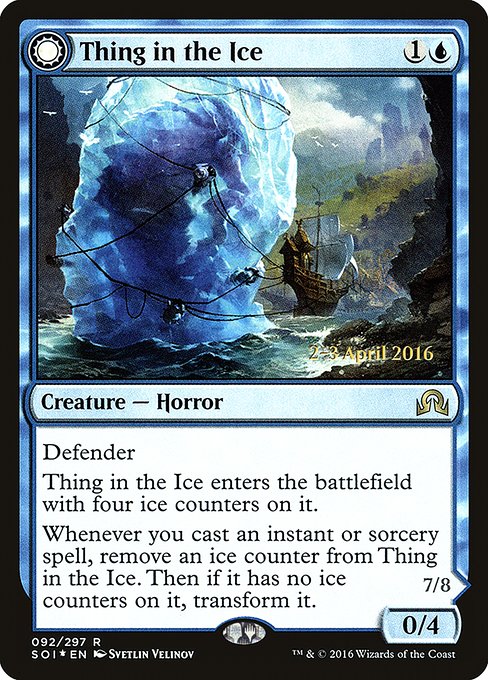 Thing in the Ice 1
2–3 April 2016
Creature — Horror
Defender
Thing in the Ice enters the battlefield
with four ice counters on it.
Whenever you cast an instant or sorcery
spell, remove an ice counter from Thing
in the Ice. Then if it has no ice
counters on it, transform it.
7/8
0/4
092/297 R
SOI★EN Svetlin Velinov
™ & © 2016 Wizards of the Coast